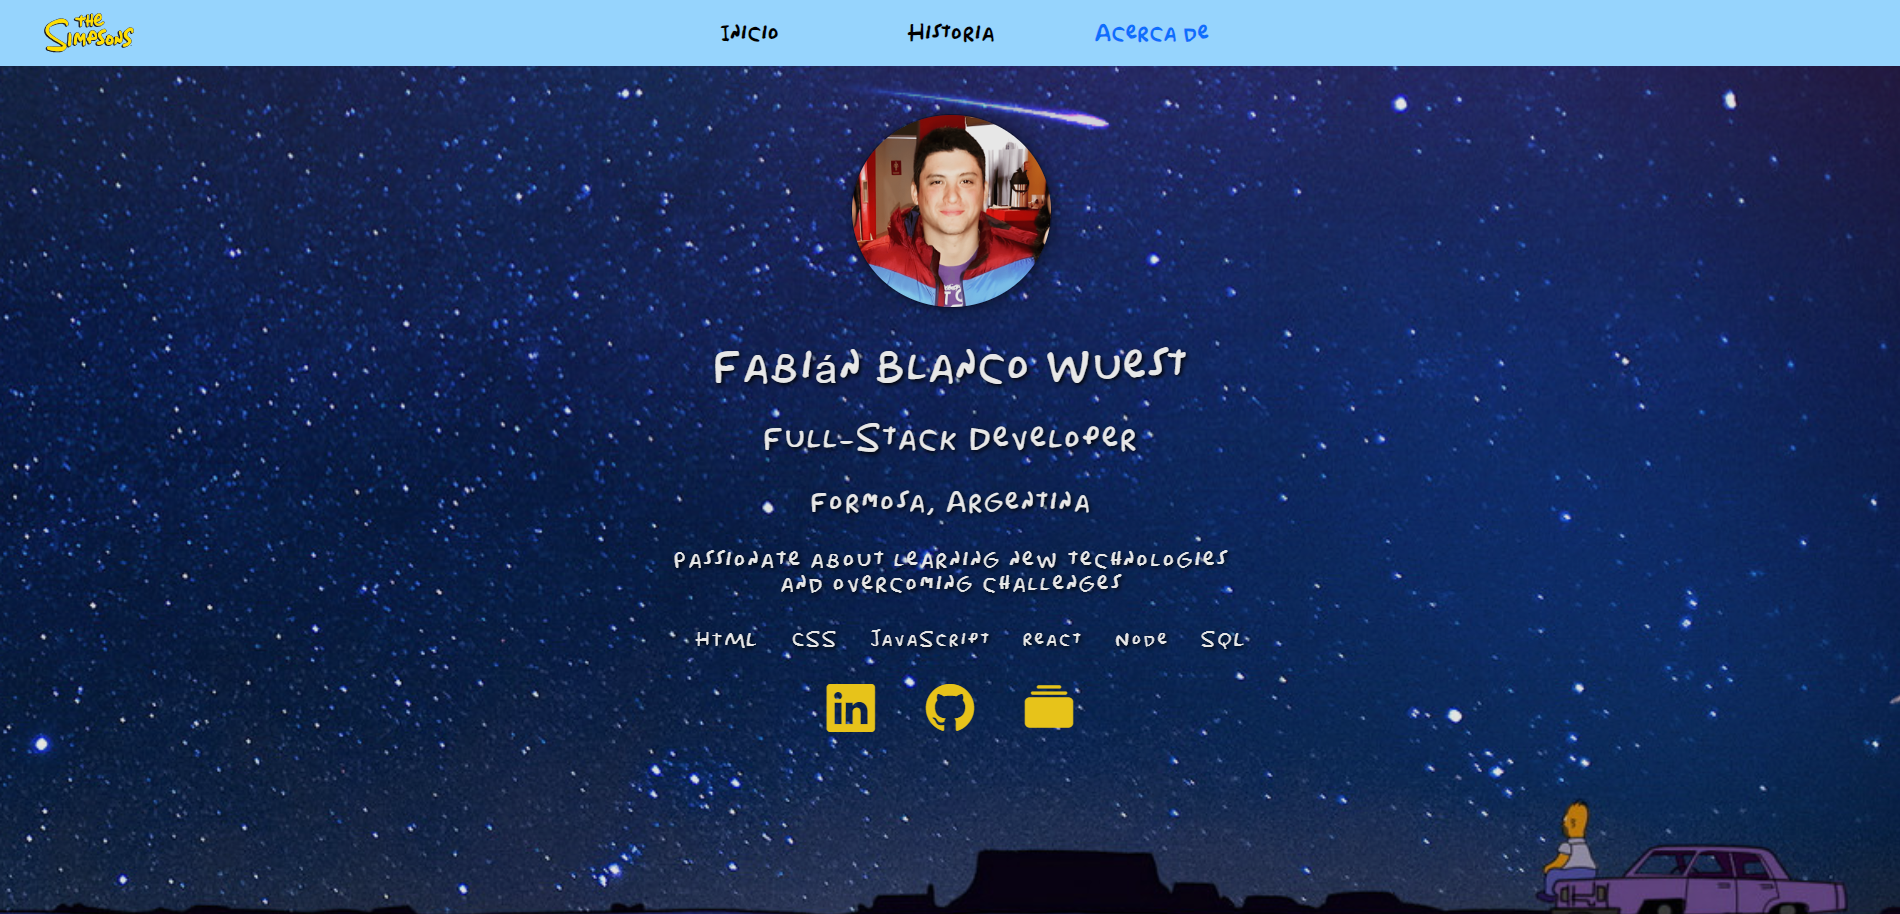 The Simpsons
Inicio
Historia
Acerca de
Fabián Blanco Wuest
Full-Stack Developer
Formosa, Argentina
Passionate about learning new technologies
and overcoming challenges
HTML CSS JavaScript React Node SQL
in